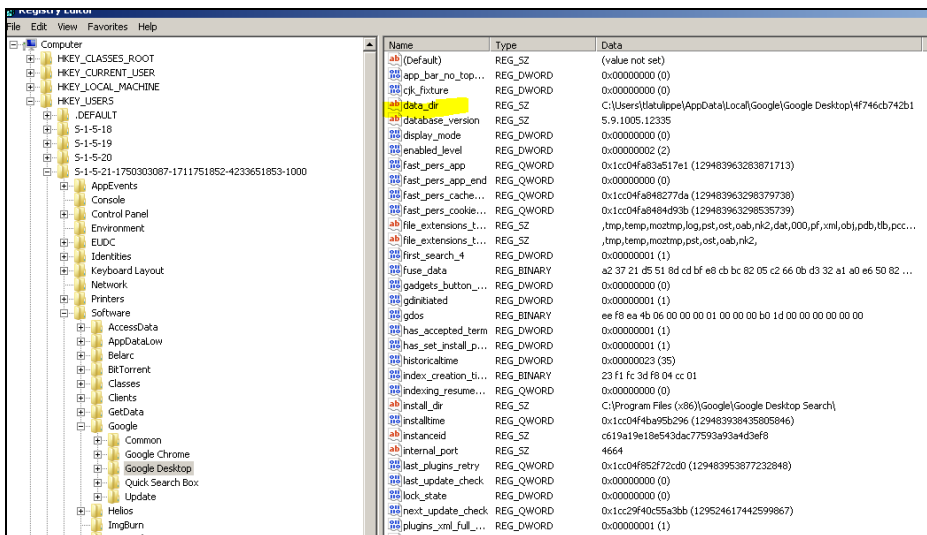 Registry Editor
File Edit View Favorites Help
Computer
HKEY_CLASSES_ROOT
HKEY_CURRENT_USER
HKEY_LOCAL_MACHINE
HKEY_USERS
.DEFAULT
S-1-5-18
S-1-5-19
S-1-5-20
S-1-5-21-1750303087-1711751852-4233651853-1000
AppEvents
Console
Control Panel
Environment
EUDC
Identities
Keyboard Layout
Network
Printers
Software
AccessData
AppDataLow
Belarc
BitTorrent
Classes
Clients
GetData
Google
Common
Google Chrome
Google Desktop
Quick Search Box
Update
Helios
ImgBurn
Name Type Data
(Default) REG_SZ (value not set)
app_bar_no_top... REG_DWORD 0x00000000 (0)
cjk_fixture REG_DWORD 0x00000000 (0)
data_dir REG_SZ C:\Users\tlatulippe\AppData\Local\Google\Google Desktop\4f746cb742b1
database_version REG_SZ 5.9.1005.12335
display_mode REG_DWORD 0x00000000 (0)
enabled_level REG_DWORD 0x00000002 (2)
fast_pers_app REG_QWORD 0x1cc04fa83a517e1 (129483963283871713)
fast_pers_app_end REG_QWORD 0x00000000 (0)
fast_pers_cache... REG_QWORD 0x1cc04fa848277da (129483963298379738)
fast_pers_cookie... REG_QWORD 0x1cc04fa8484d93b (129483963298535739)
file_extensions_t... REG_SZ ,tmp,temp,moztmp,log,pst,ost,oab,nk2,dat,000,pf,xml,obj,pdb,tlb,pcc...
file_extensions_t... REG_SZ ,tmp,temp,moztmp,pst,ost,oab,nk2,
first_search_4 REG_DWORD 0x00000001 (1)
fuse_data REG_BINARY a2 37 21 d5 51 8d cd bf e8 cb bc 82 05 c2 66 0b d3 32 a1 a0 e6 50 82 ...
gadgets_button_... REG_DWORD 0x00000000 (0)
gdinitiated REG_DWORD 0x00000001 (1)
gdos REG_BINARY ee f8 ea 4b 06 00 00 00 01 00 00 00 b0 1d 00 00 00 00 00 00
has_accepted_term REG_DWORD 0x00000001 (1)
has_set_install_p... REG_DWORD 0x00000001 (1)
historicaltime REG_DWORD 0x00000023 (35)
index_creation_ti... REG_BINARY 23 f1 fc 3d f8 04 cc 01
indexing_resume... REG_QWORD 0x00000000 (0)
install_dir REG_SZ C:\Program Files (x86)\Google\Google Desktop Search\
installtime REG_QWORD 0x1cc04f4ba95b296 (129483938435805846)
instanceid REG_SZ c619a19e18e543dac77593a93a4d3ef8
internal_port REG_SZ 4664
last_plugins_retry REG_QWORD 0x1cc04f852f72cd0 (129483953877232848)
last_update_check REG_QWORD 0x00000000 (0)
lock_state REG_DWORD 0x00000000 (0)
next_update_check REG_QWORD 0x1cc29f40c55a3bb (129524617442599867)
plugins_xml_full_... REG_DWORD 0x00000001 (1)